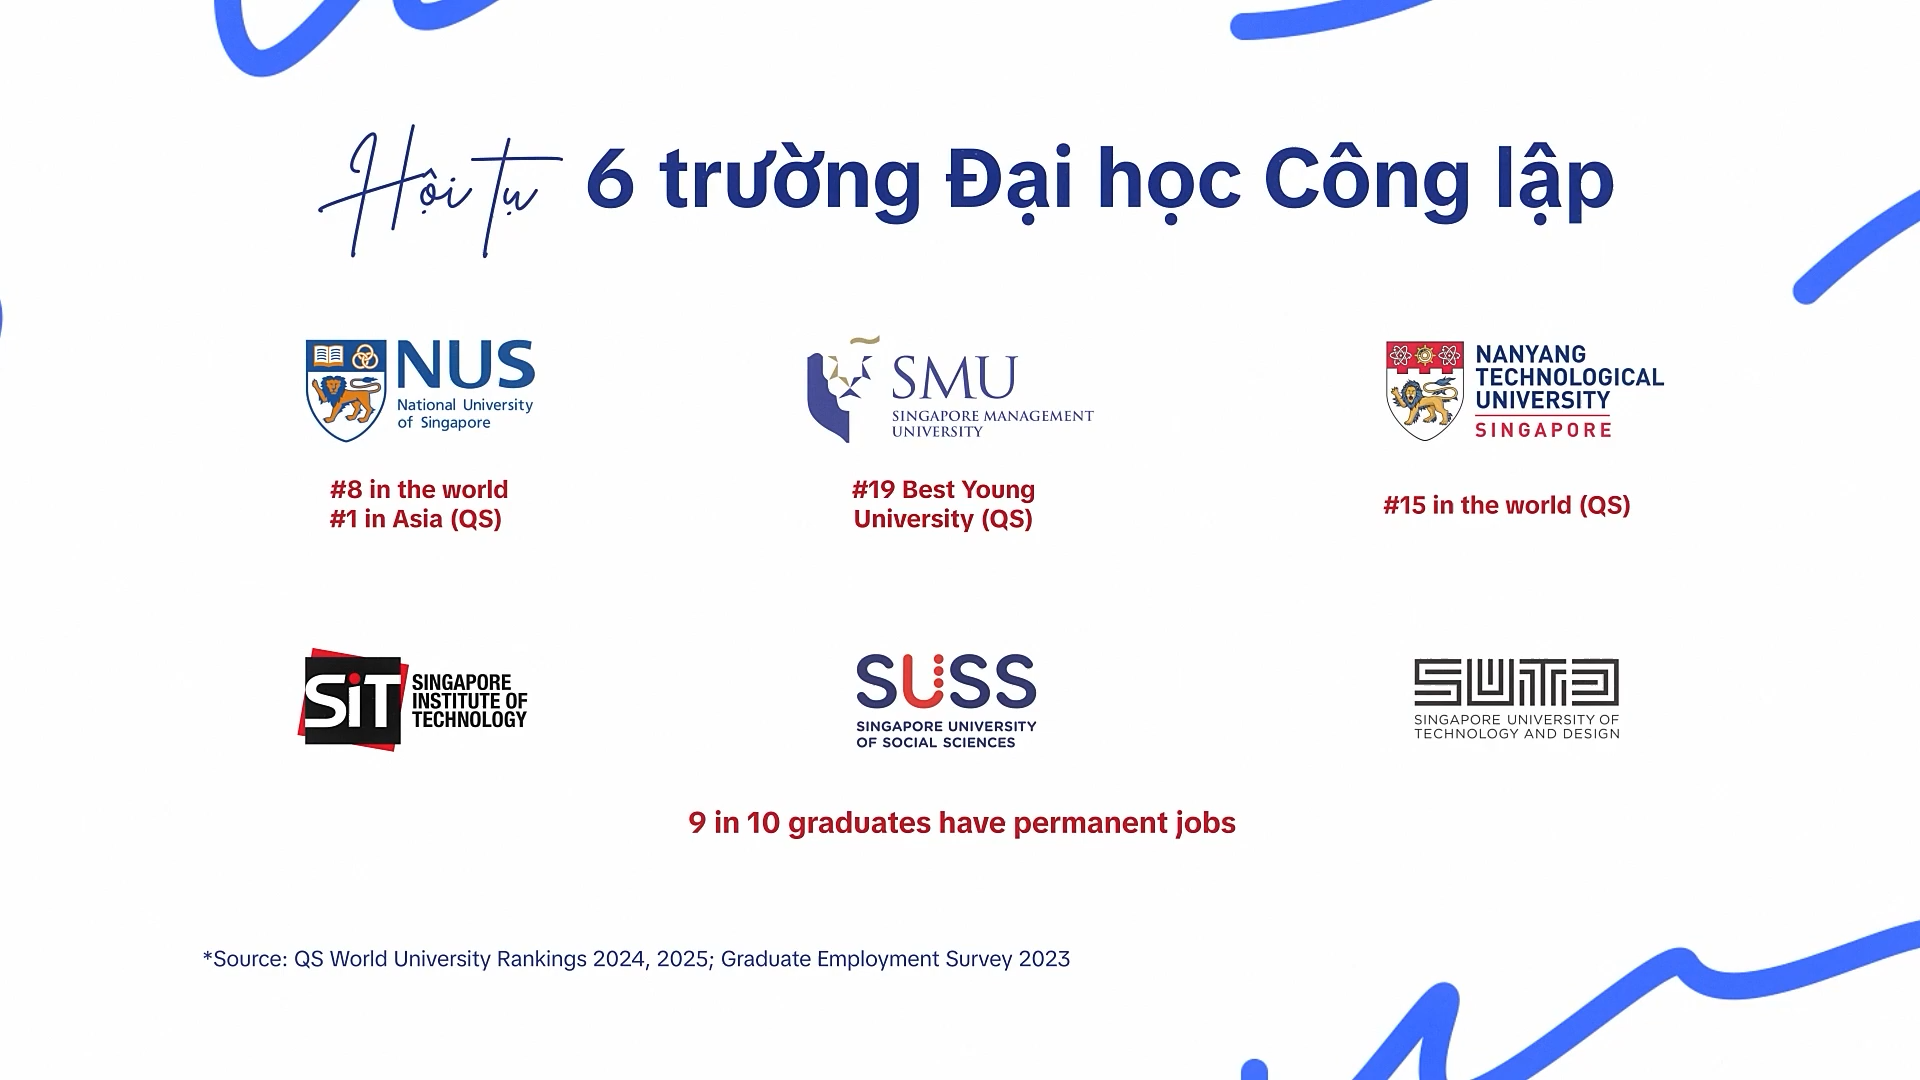 Hội tụ 6 trường Đại học Công lập
NUS
National University
of Singapore
#8 in the world
#1 in Asia (QS)
SMU
SINGAPORE MANAGEMENT
UNIVERSITY
#19 Best Young
University (QS)
NANYANG
TECHNOLOGICAL
UNIVERSITY
SINGAPORE
#15 in the world (QS)
SiT
SINGAPORE
INSTITUTE OF
TECHNOLOGY
SUSS
SINGAPORE UNIVERSITY
OF SOCIAL SCIENCES
SUTD
SINGAPORE UNIVERSITY OF
TECHNOLOGY AND DESIGN
9 in 10 graduates have permanent jobs
*Source: QS World University Rankings 2024, 2025; Graduate Employment Survey 2023